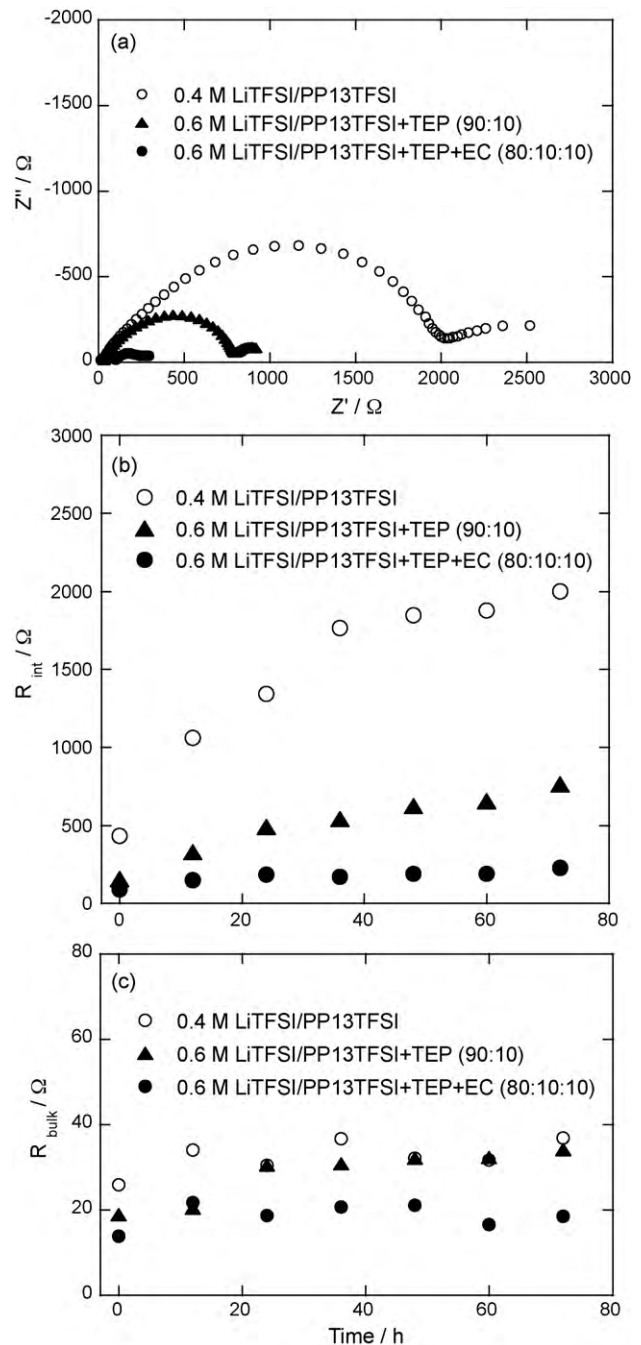 -2000
(a)
0.4 M LiTFSI/PP13TFSI
-1500
0.6 M LiTFSI/PP13TFSI+TEP (90:10)
0.6 M LiTFSI/PP13TFSI+TEP+EC (80:10:10)
Z'' / Ω
-1000
-500
0
0 500 1000 1500 2000 2500 3000
Z' / Ω
3000
(b)
0.4 M LiTFSI/PP13TFSI
2500
0.6 M LiTFSI/PP13TFSI+TEP (90:10)
0.6 M LiTFSI/PP13TFSI+TEP+EC (80:10:10)
2000
R int / Ω
1500
1000
500
0
0 20 40 60 80
80
(c)
0.4 M LiTFSI/PP13TFSI
60
0.6 M LiTFSI/PP13TFSI+TEP (90:10)
0.6 M LiTFSI/PP13TFSI+TEP+EC (80:10:10)
R bulk / Ω
40
20
0
0 20 40 60 80
Time / h